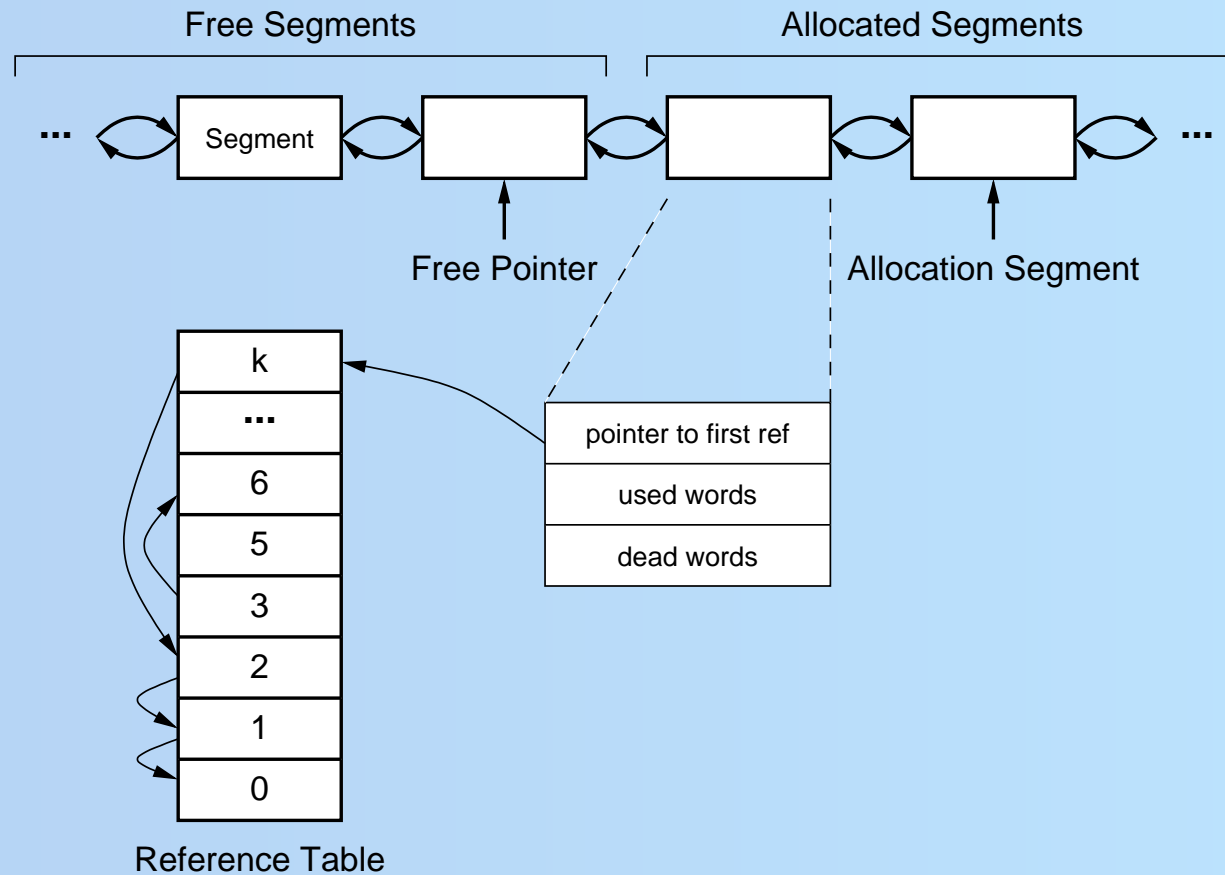 Free Segments
Allocated Segments
...
Segment
...
Free Pointer
Allocation Segment
k
...
6
5
3
2
1
0
pointer to first ref
used words
dead words
Reference Table